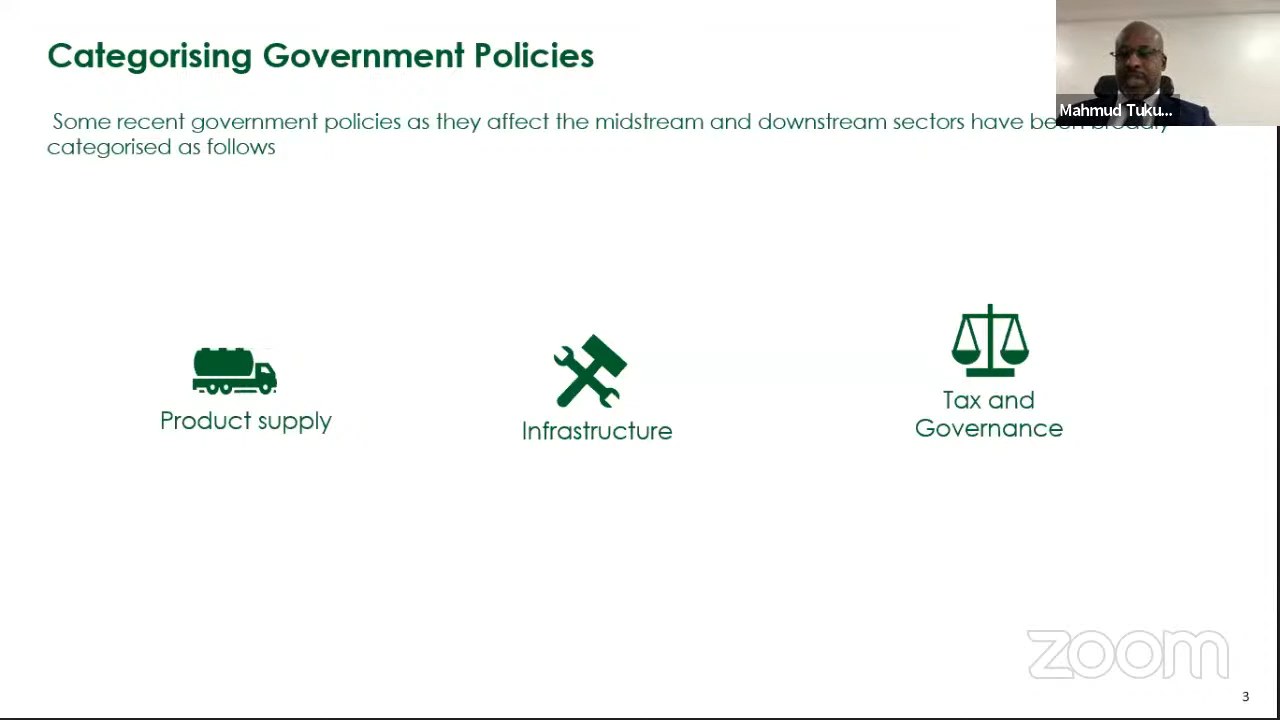 Categorising Government Policies
Some recent government policies as they affect the midstream and downstream sectors have been broadly
categorised as follows
Mahmud Tuku...
Product supply
Infrastructure
Tax and
Governance
zoom
3